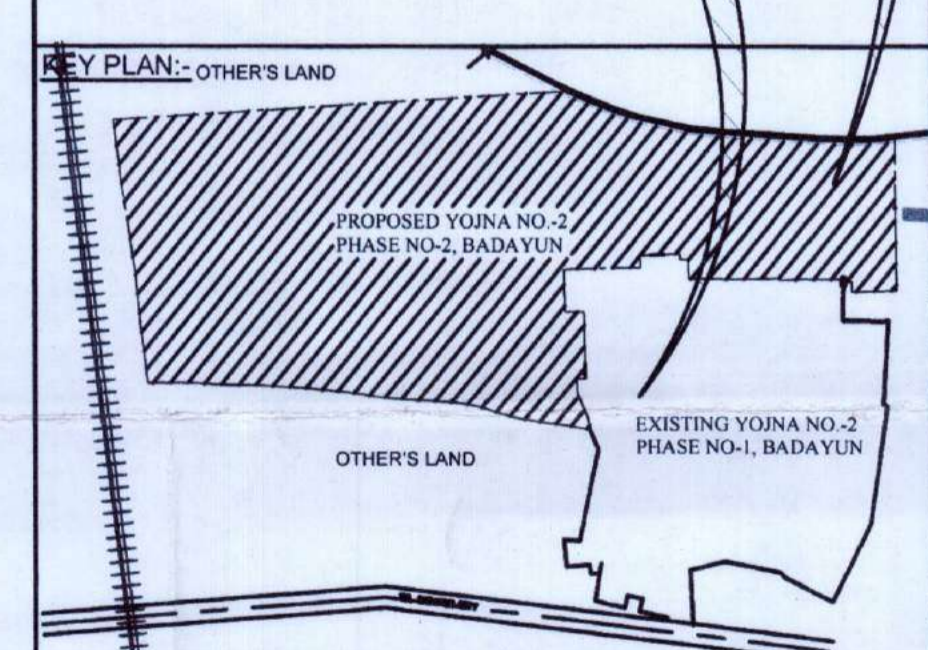 KEY PLAN:- OTHER'S LAND
PROPOSED YOJNA NO.-2
PHASE NO-2, BADAYUN
EXISTING YOJNA NO.-2
PHASE NO-1, BADAYUN
OTHER'S LAND